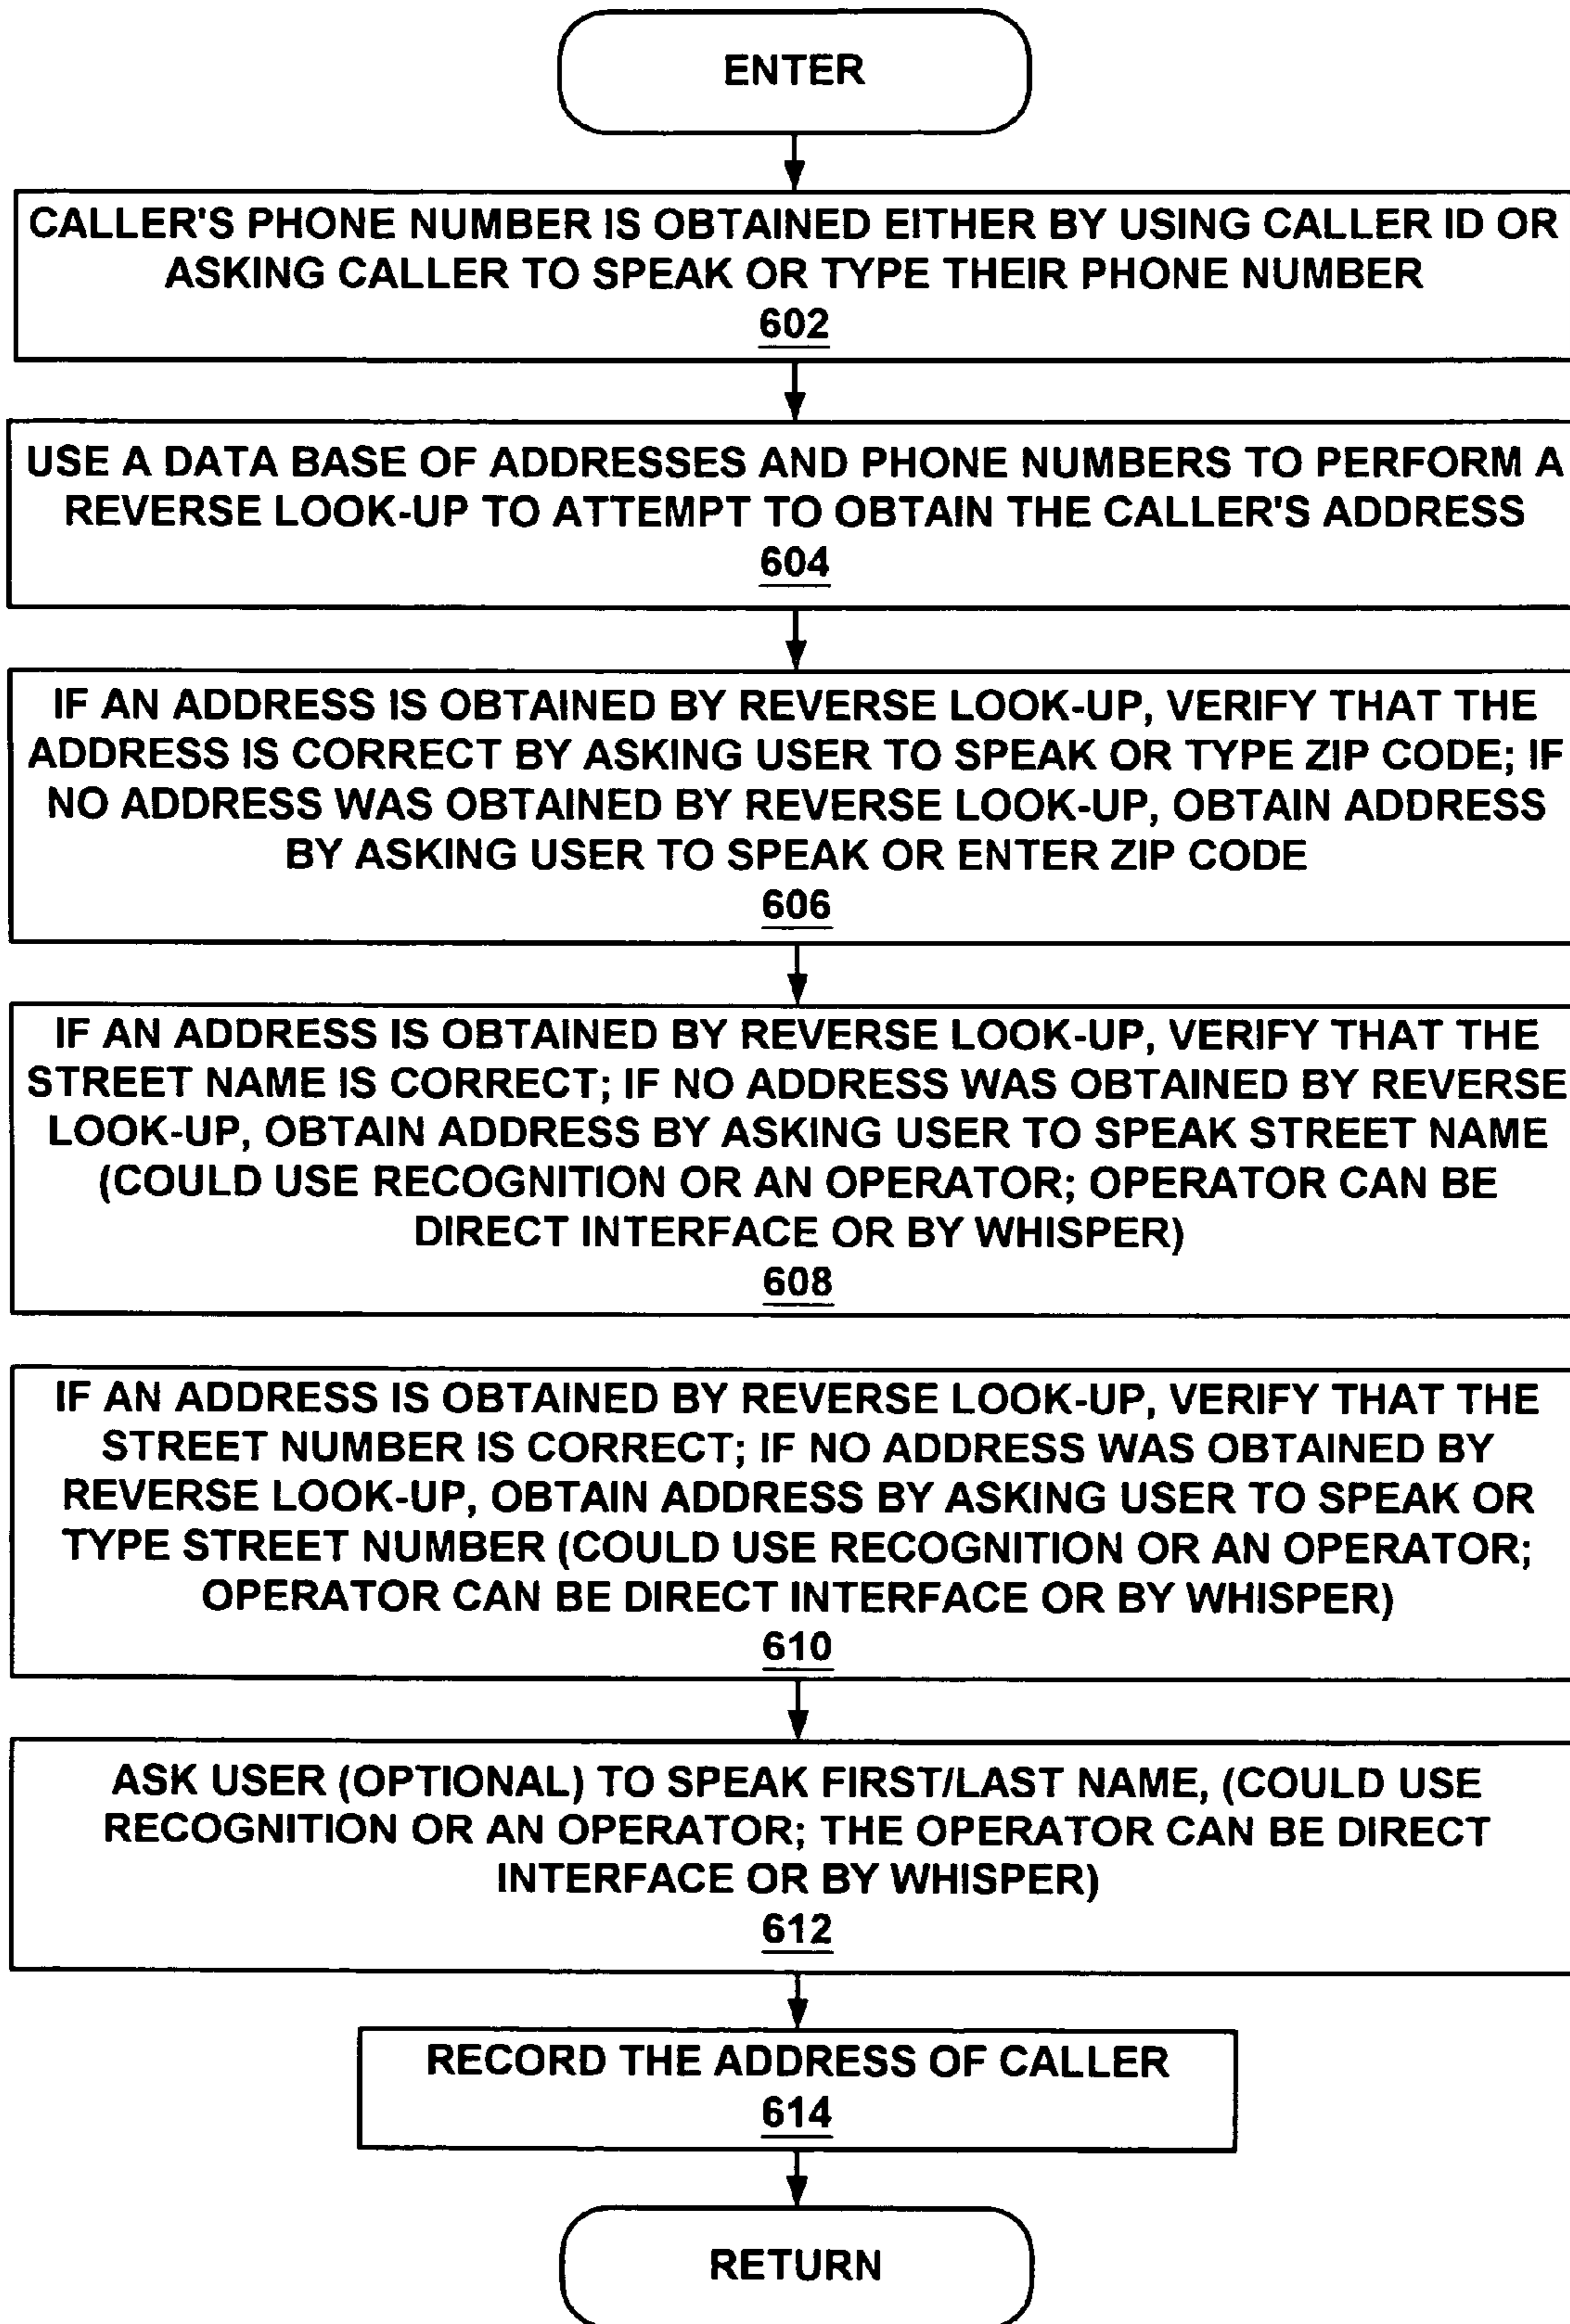 ENTER
CALLER'S PHONE NUMBER IS OBTAINED EITHER BY USING CALLER ID OR
ASKING CALLER TO SPEAK OR TYPE THEIR PHONE NUMBER
602
USE A DATA BASE OF ADDRESSES AND PHONE NUMBERS TO PERFORM A
REVERSE LOOK-UP TO ATTEMPT TO OBTAIN THE CALLER'S ADDRESS
604
IF AN ADDRESS IS OBTAINED BY REVERSE LOOK-UP, VERIFY THAT THE
ADDRESS IS CORRECT BY ASKING USER TO SPEAK OR TYPE ZIP CODE; IF
NO ADDRESS WAS OBTAINED BY REVERSE LOOK-UP, OBTAIN ADDRESS
BY ASKING USER TO SPEAK OR ENTER ZIP CODE
606
IF AN ADDRESS IS OBTAINED BY REVERSE LOOK-UP, VERIFY THAT THE
STREET NAME IS CORRECT; IF NO ADDRESS WAS OBTAINED BY REVERSE
LOOK-UP, OBTAIN ADDRESS BY ASKING USER TO SPEAK STREET NAME
(COULD USE RECOGNITION OR AN OPERATOR; OPERATOR CAN BE
DIRECT INTERFACE OR BY WHISPER)
608
IF AN ADDRESS IS OBTAINED BY REVERSE LOOK-UP, VERIFY THAT THE
STREET NUMBER IS CORRECT; IF NO ADDRESS WAS OBTAINED BY
REVERSE LOOK-UP, OBTAIN ADDRESS BY ASKING USER TO SPEAK OR
TYPE STREET NUMBER (COULD USE RECOGNITION OR AN OPERATOR;
OPERATOR CAN BE DIRECT INTERFACE OR BY WHISPER)
610
ASK USER (OPTIONAL) TO SPEAK FIRST/LAST NAME, (COULD USE
RECOGNITION OR AN OPERATOR; THE OPERATOR CAN BE DIRECT
INTERFACE OR BY WHISPER)
612
RECORD THE ADDRESS OF CALLER
614
RETURN